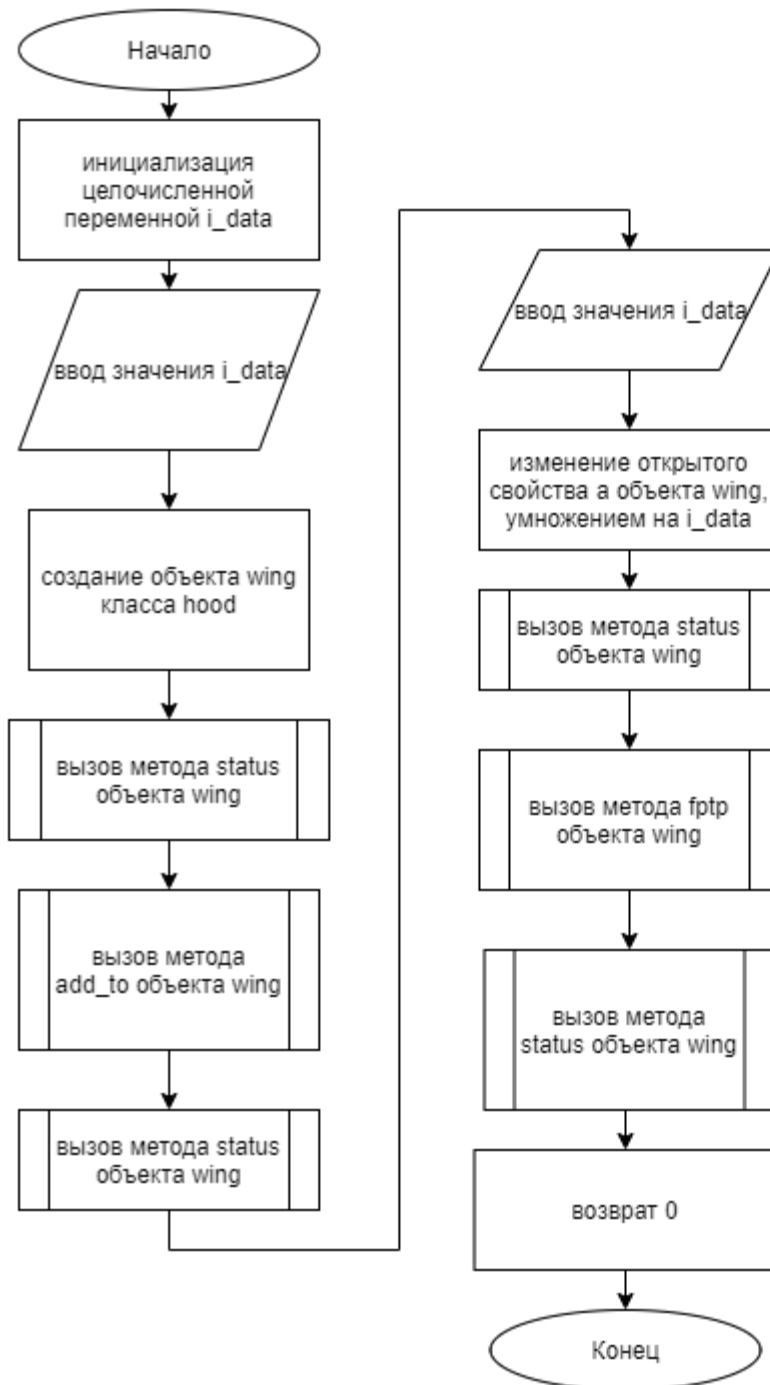 Начало
инициализация
целочисленной
переменной i_data
ввод значения i_data
создание объекта wing
класса hood
вызов метода status
объекта wing
вызов метода
add_to объекта wing
вызов метода status
объекта wing
ввод значения i_data
изменение открытого
свойства а объекта wing,
умножением на i_data
вызов метода status
объекта wing
вызов метода fptp
объекта wing
вызов метода
status объекта wing
возврат 0
Конец